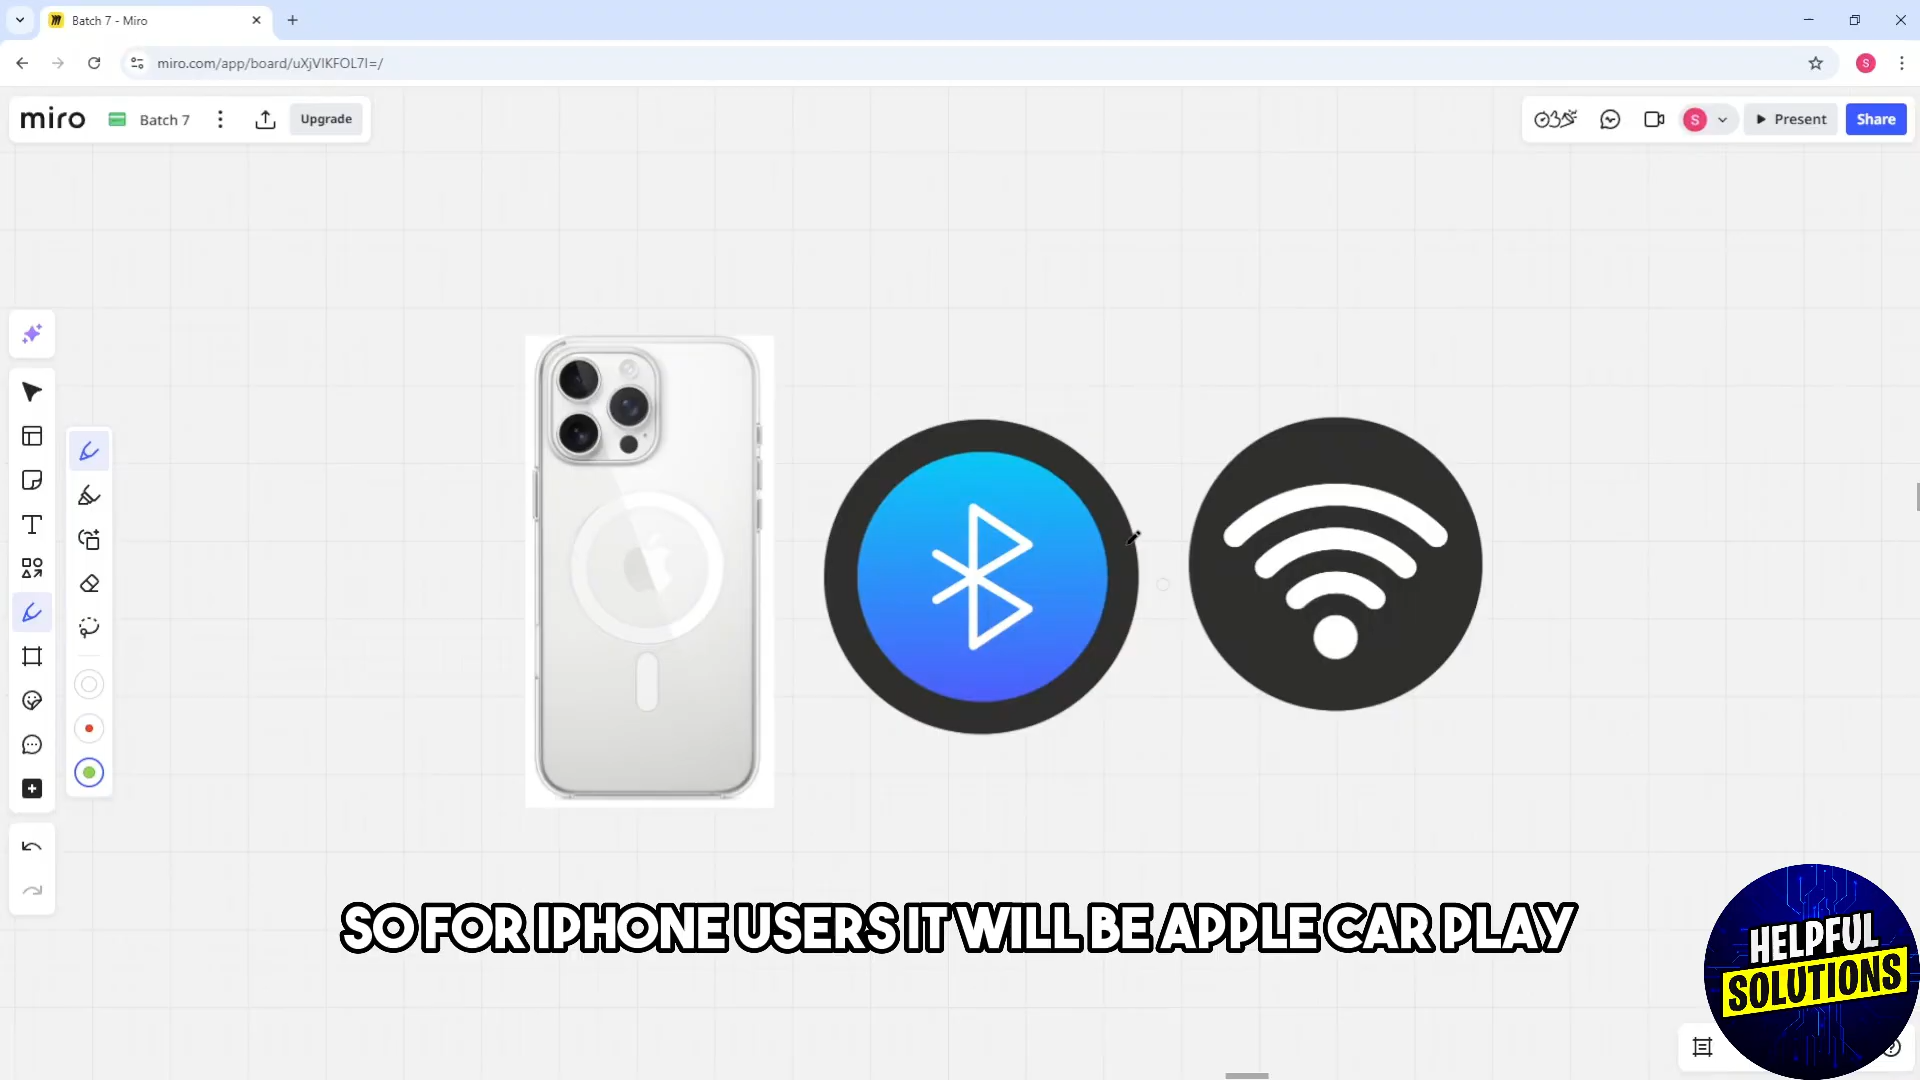 Batch 7 - Miro
miro.com/app/board/uXjVIKFOL7I=/
S
miro
Batch 7
Upgrade
S
Present
Share
SO FOR IPHONE USERS IT WILL BE APPLE CAR PLAY
HELPFUL
SOLUTIONS